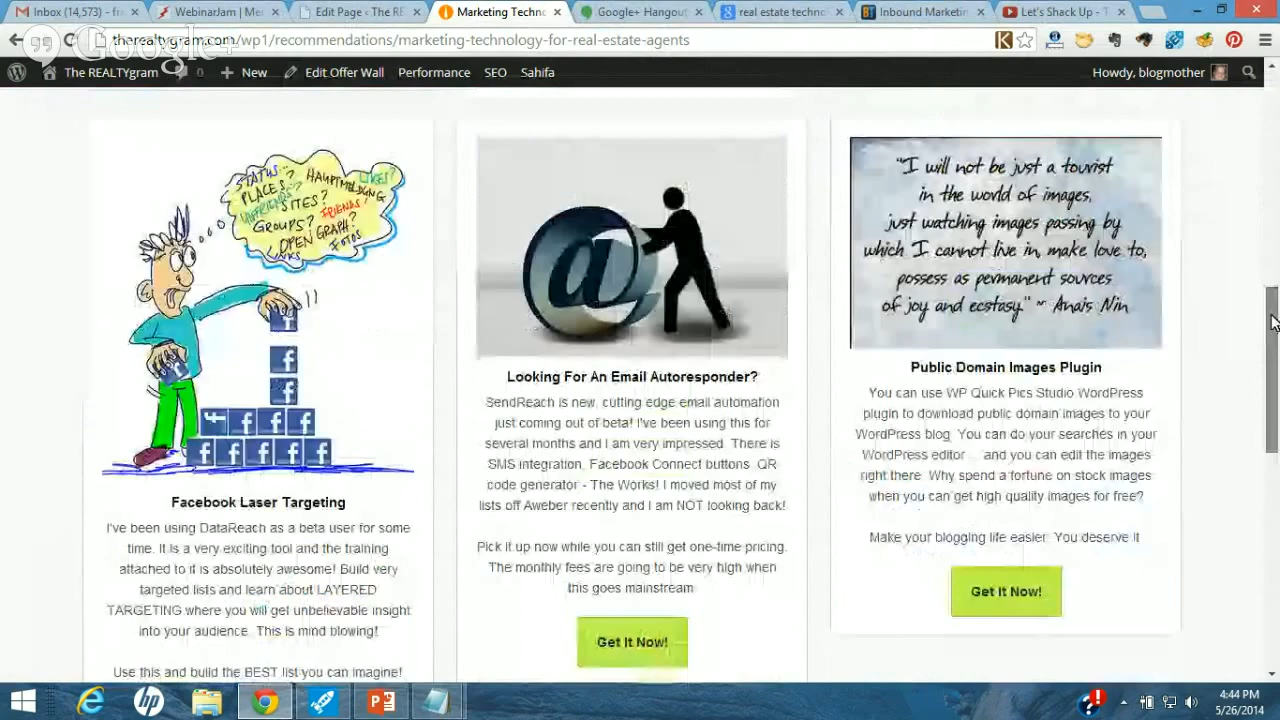 Inbox (14,573) - fra
WebinarJam | Mem
Edit Page ‹ The RE
Marketing Techno
Google+ Hangout
real estate techno
Inbound Marketin
Let's Shack Up - T
Google+
therealtygram.com/wp1/recommendations/marketing-technology-for-real-estate-agents
The REALTYgram
0
New
Edit Offer Wall
Performance
SEO
Sahifa
Howdy, blogmother
STATUS..?
PLACES?
HAUPTMELDUNG
LIKES?
UNFRIENDS?
SITES?
FRIENDS!
GROUPS?
OPEN GRAPH?
LINKS
FOTOS
Facebook Laser Targeting
I've been using DataReach as a beta user for some
time. It is a very exciting tool and the training
attached to it is absolutely awesome! Build very
targeted lists and learn about LAYERED
TARGETING where you will get unbelievable insight
into your audience. This is mind blowing!
Use this and build the BEST list you can imagine!
@
Looking For An Email Autoresponder?
SendReach is new, cutting edge email automation
just coming out of beta! I've been using this for
several months and I am very impressed. There is
SMS integration, Facebook Connect buttons, QR
code generator - The Works! I moved most of my
lists off Aweber recently and I am NOT looking back!
Pick it up now while you can still get one-time pricing.
The monthly fees are going to be very high when
this goes mainstream
Get It Now!
"I will not be just a tourist
in the world of images,
just watching images passing by
which I cannot live in, make love to,
possess as permanent sources
of joy and ecstasy." ~ Anais Nin
Public Domain Images Plugin
You can use WP Quick Pics Studio WordPress
plugin to download public domain images to your
WordPress blog. You can do your searches in your
WordPress editor ... and you can edit the images
right there. Why spend a fortune on stock images
when you can get high quality images for free?
Make your blogging life easier. You deserve it
Get It Now!
4:44 PM
5/26/2014